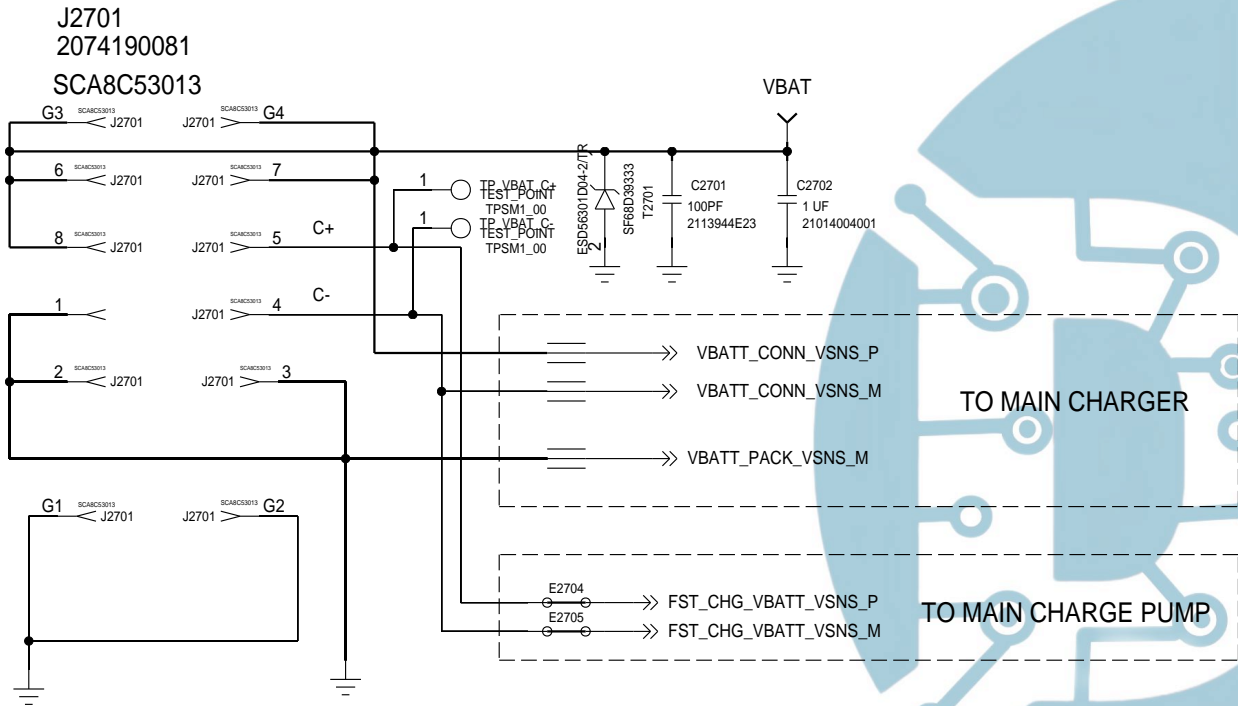 J2701
2074190081
SCA8C53013
VBAT
G3 SCA8C53013 J2701
SCA8C53013 J2701 G4
6 SCA8C53013 J2701
SCA8C53013 J2701 7
8 SCA8C53013 J2701
SCA8C53013 J2701 5 C+
1 TP_VBAT_C+
TEST_POINT
TPSM1_00
1 TP_VBAT_C-
TEST_POINT
TPSM1_00
ESD56301D04-2/TR
2
SF68D39333
T2701
C2701
100PF
2113944E23
C2702
1 UF
21014004001
1
SCA8C53013 J2701 4 C-
2 SCA8C53013 J2701
SCA8C53013 J2701 3
VBATT_CONN_VSNS_P
VBATT_CONN_VSNS_M
VBATT_PACK_VSNS_M
TO MAIN CHARGER
G1 SCA8C53013 J2701
SCA8C53013 J2701 G2
E2704
FST_CHG_VBATT_VSNS_P
E2705
FST_CHG_VBATT_VSNS_M
TO MAIN CHARGE PUMP